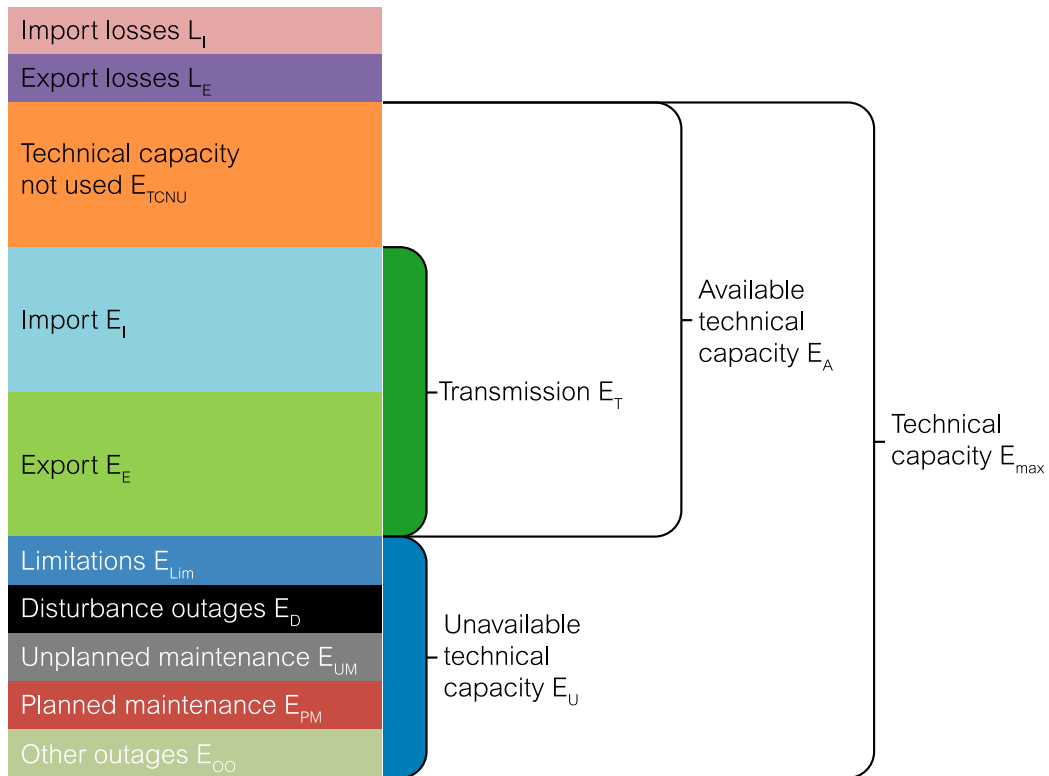 Import losses L_I
Export losses L_E
Technical capacity
not used E_TCNU
Import E_I
Export E_E
Limitations E_Lim
Disturbance outages E_D
Unplanned maintenance E_UM
Planned maintenance E_PM
Other outages E_OO
Transmission E_T
Unavailable
technical
capacity E_U
Available
technical
capacity E_A
Technical
capacity E_max